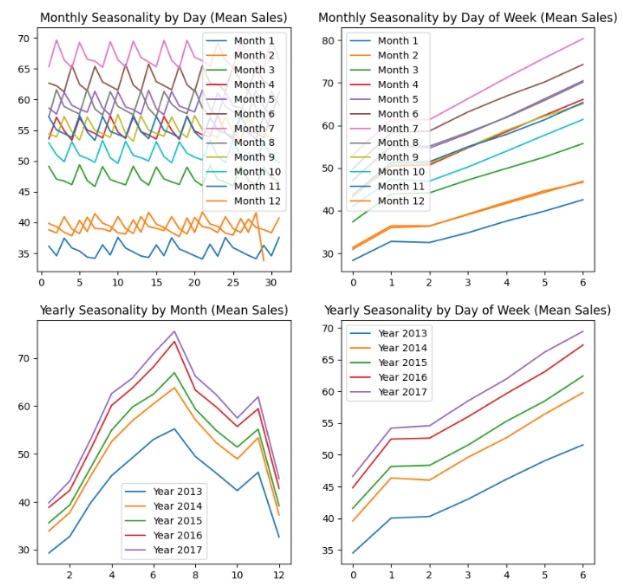 Monthly Seasonality by Day (Mean Sales)
70
65
60
55
50
45
40
35
0
5
10
15
20
25
30
Month 1
Month 2
Month 3
Month 4
Month 5
Month 6
Month 7
Month 8
Month 9
Month 10
Month 11
Month 12
Monthly Seasonality by Day of Week (Mean Sales)
80
70
60
50
40
30
0
1
2
3
4
5
6
Month 1
Month 2
Month 3
Month 4
Month 5
Month 6
Month 7
Month 8
Month 9
Month 10
Month 11
Month 12
Yearly Seasonality by Month (Mean Sales)
70
60
50
40
30
2
4
6
8
10
12
Year 2013
Year 2014
Year 2015
Year 2016
Year 2017
Yearly Seasonality by Day of Week (Mean Sales)
70
65
60
55
50
45
40
35
0
1
2
3
4
5
6
Year 2013
Year 2014
Year 2015
Year 2016
Year 2017